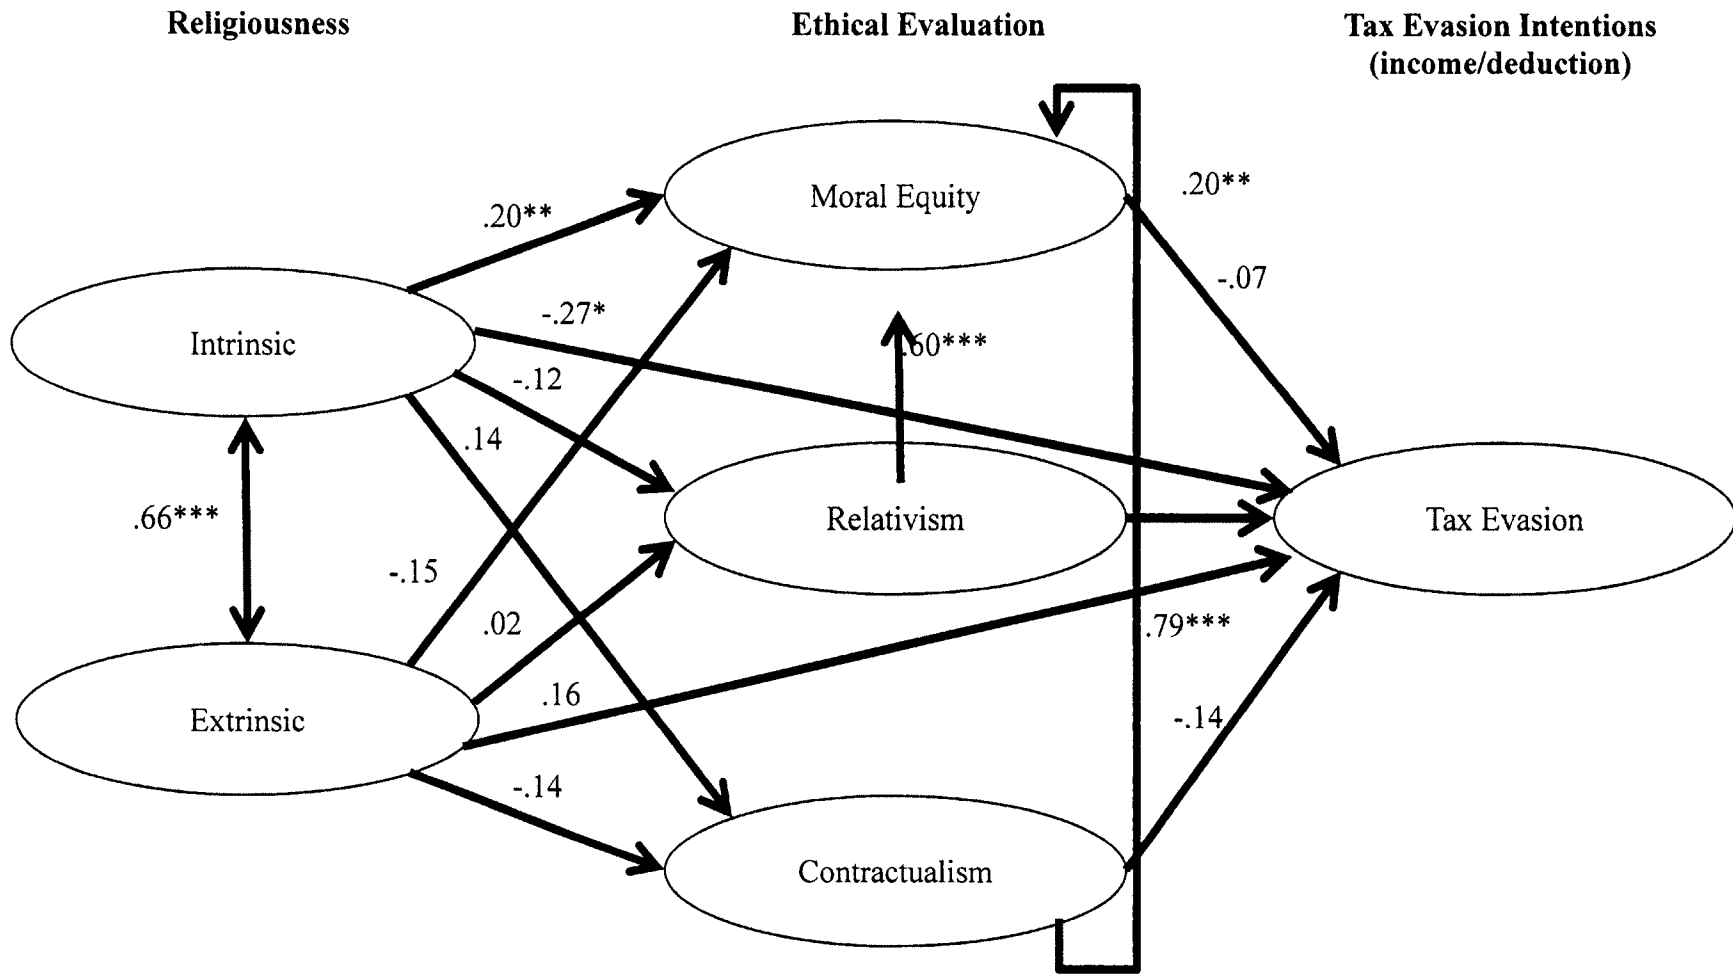 Religiousness
Ethical Evaluation
Tax Evasion Intentions
(income/deduction)
Moral Equity
.20**
.20**
-.07
-.27*
Intrinsic
.60***
-.12
.14
.66***
Relativism
Tax Evasion
-.15
.02
.79***
.16
Extrinsic
-.14
-.14
Contractualism